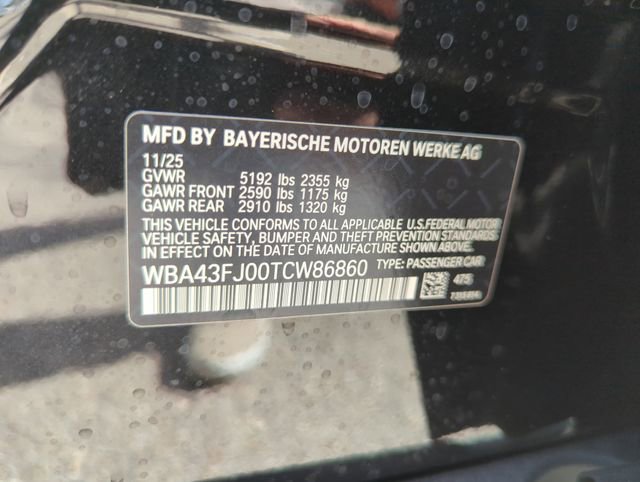 MFD BY BAYERISCHE MOTOREN WERKE AG
11/25
GVWR 5192 lbs 2355 kg
GAWR FRONT 2590 lbs 1175 kg
GAWR REAR 2910 lbs 1320 kg
THIS VEHICLE CONFORMS TO ALL APPLICABLE U.S.FEDERAL MOTOR
VEHICLE SAFETY, BUMPER AND THEFT PREVENTION STANDARDS
IN EFFECT ON THE DATE OF MANUFACTURE SHOWN ABOVE.
WBA43FJ00TCW86860 TYPE: PASSENGER CAR
475